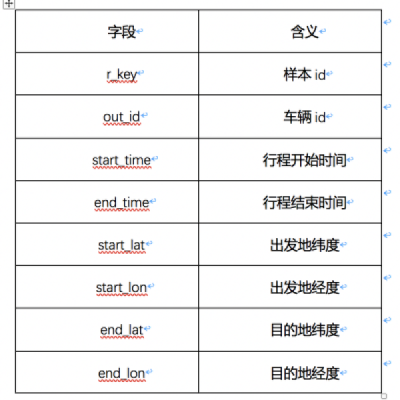 字段 含义
r_key 样本 id
out_id 车辆 id
start_time 行程开始时间
end_time 行程结束时间
start_lat 出发地纬度
start_lon 出发地经度
end_lat 目的地纬度
end_lon 目的地经度